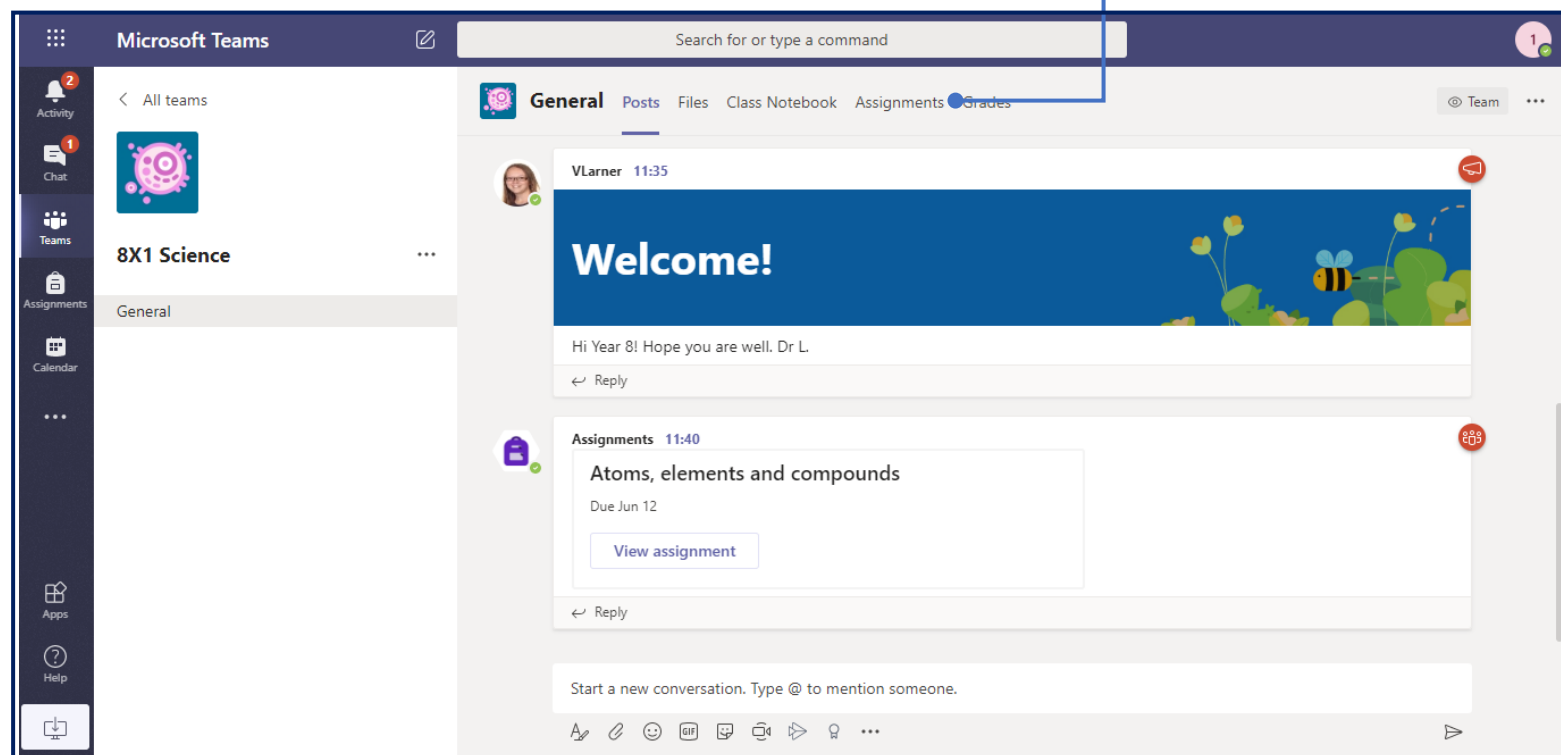 Microsoft Teams
Search for or type a command
1
2
Activity
1
Chat
Teams
Assignments
Calendar
Apps
Help
All teams
8X1 Science
General
General Posts Files Class Notebook Assignments Grades
Team
VLarner 11:35
Welcome!
Hi Year 8! Hope you are well. Dr L.
Reply
Assignments 11:40
Atoms, elements and compounds
Due Jun 12
View assignment
Reply
Start a new conversation. Type @ to mention someone.
GIF